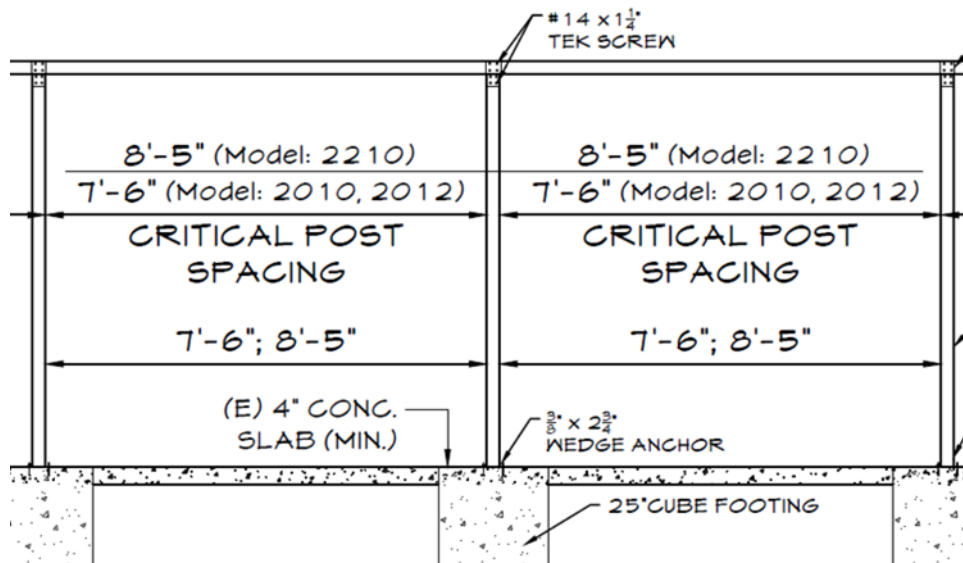 #14 x 1¼"
TEK SCREW
8'-5" (Model: 2210)
7'-6" (Model: 2010, 2012)
CRITICAL POST
SPACING
7'-6"; 8'-5"
8'-5" (Model: 2210)
7'-6" (Model: 2010, 2012)
CRITICAL POST
SPACING
7'-6"; 8'-5"
(E) 4" CONC.
SLAB (MIN.)
x 2¾"
WEDGE ANCHOR
25"CUBE FOOTING